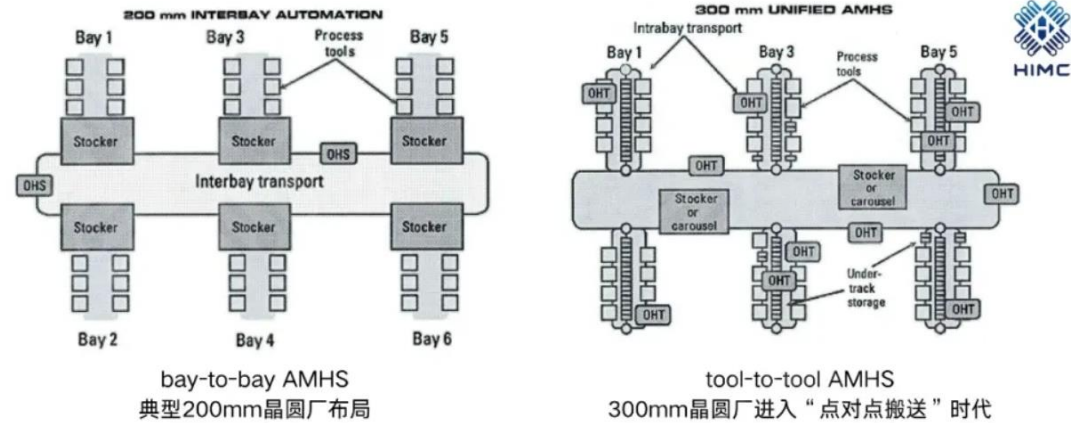 200 mm INTERBAY AUTOMATION
Bay 1
Bay 3
Process
tools
Bay 5
Stocker
Stocker
Stocker
OHS
OHS
Interbay transport
Stocker
Stocker
Stocker
Bay 2
Bay 4
Bay 6
bay-to-bay AMHS
典型200mm晶圆厂布局
300 mm UNIFIED AMHS
HIMC
Intrabay transport
Bay 1
Bay 3
Process
tools
Bay 5
OHT
OHT
OHT
OHT
OHT
Stocker
or
carousel
OHT
Stocker
or
carousel
OHT
OHT
OHT
Under-
track
storage
OHT
OHT
tool-to-tool AMHS
300mm晶圆厂进入“点对点搬送”时代